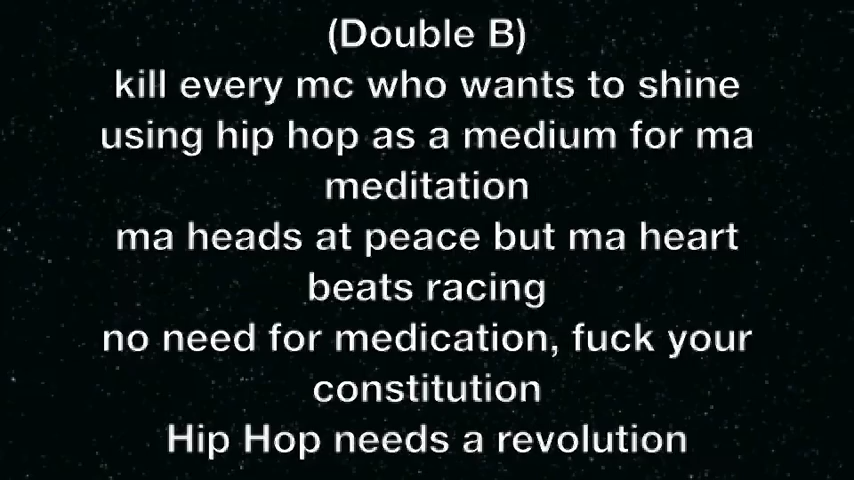 (Double B)
kill every mc who wants to shine
using hip hop as a medium for ma
meditation
ma heads at peace but ma heart
beats racing
no need for medication, fuck your
constitution
Hip Hop needs a revolution